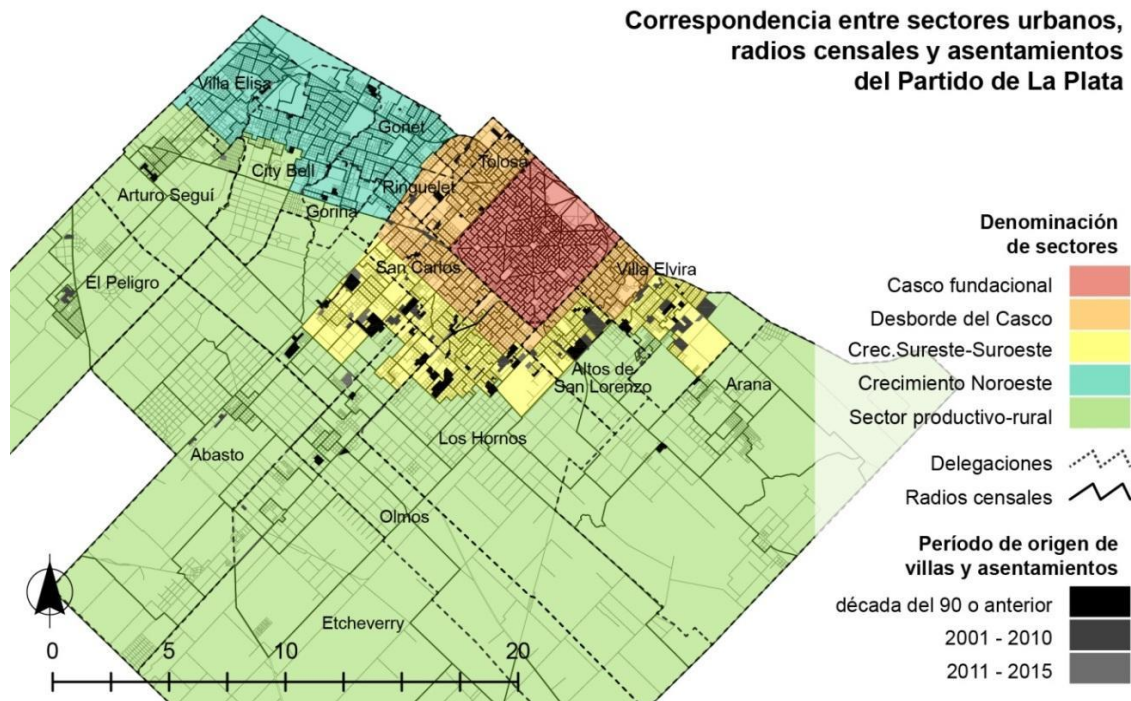 Correspondencia entre sectores urbanos,
radios censales y asentamientos
del Partido de La Plata
Villa Elisa
Gonet
Tolosa
City Bell
Ringuelet
Arturo Seguí
Gorina
San Carlos
Villa Elvira
El Peligro
Altos de
San Lorenzo
Arana
Los Hornos
Abasto
Olmos
Etcheverry
Denominación
de sectores
Casco fundacional
Desborde del Casco
Crec.Sureste-Suroeste
Crecimiento Noroeste
Sector productivo-rural
Delegaciones
Radios censales
Período de origen de
villas y asentamientos
década del 90 o anterior
2001 - 2010
2011 - 2015
0 5 10 20